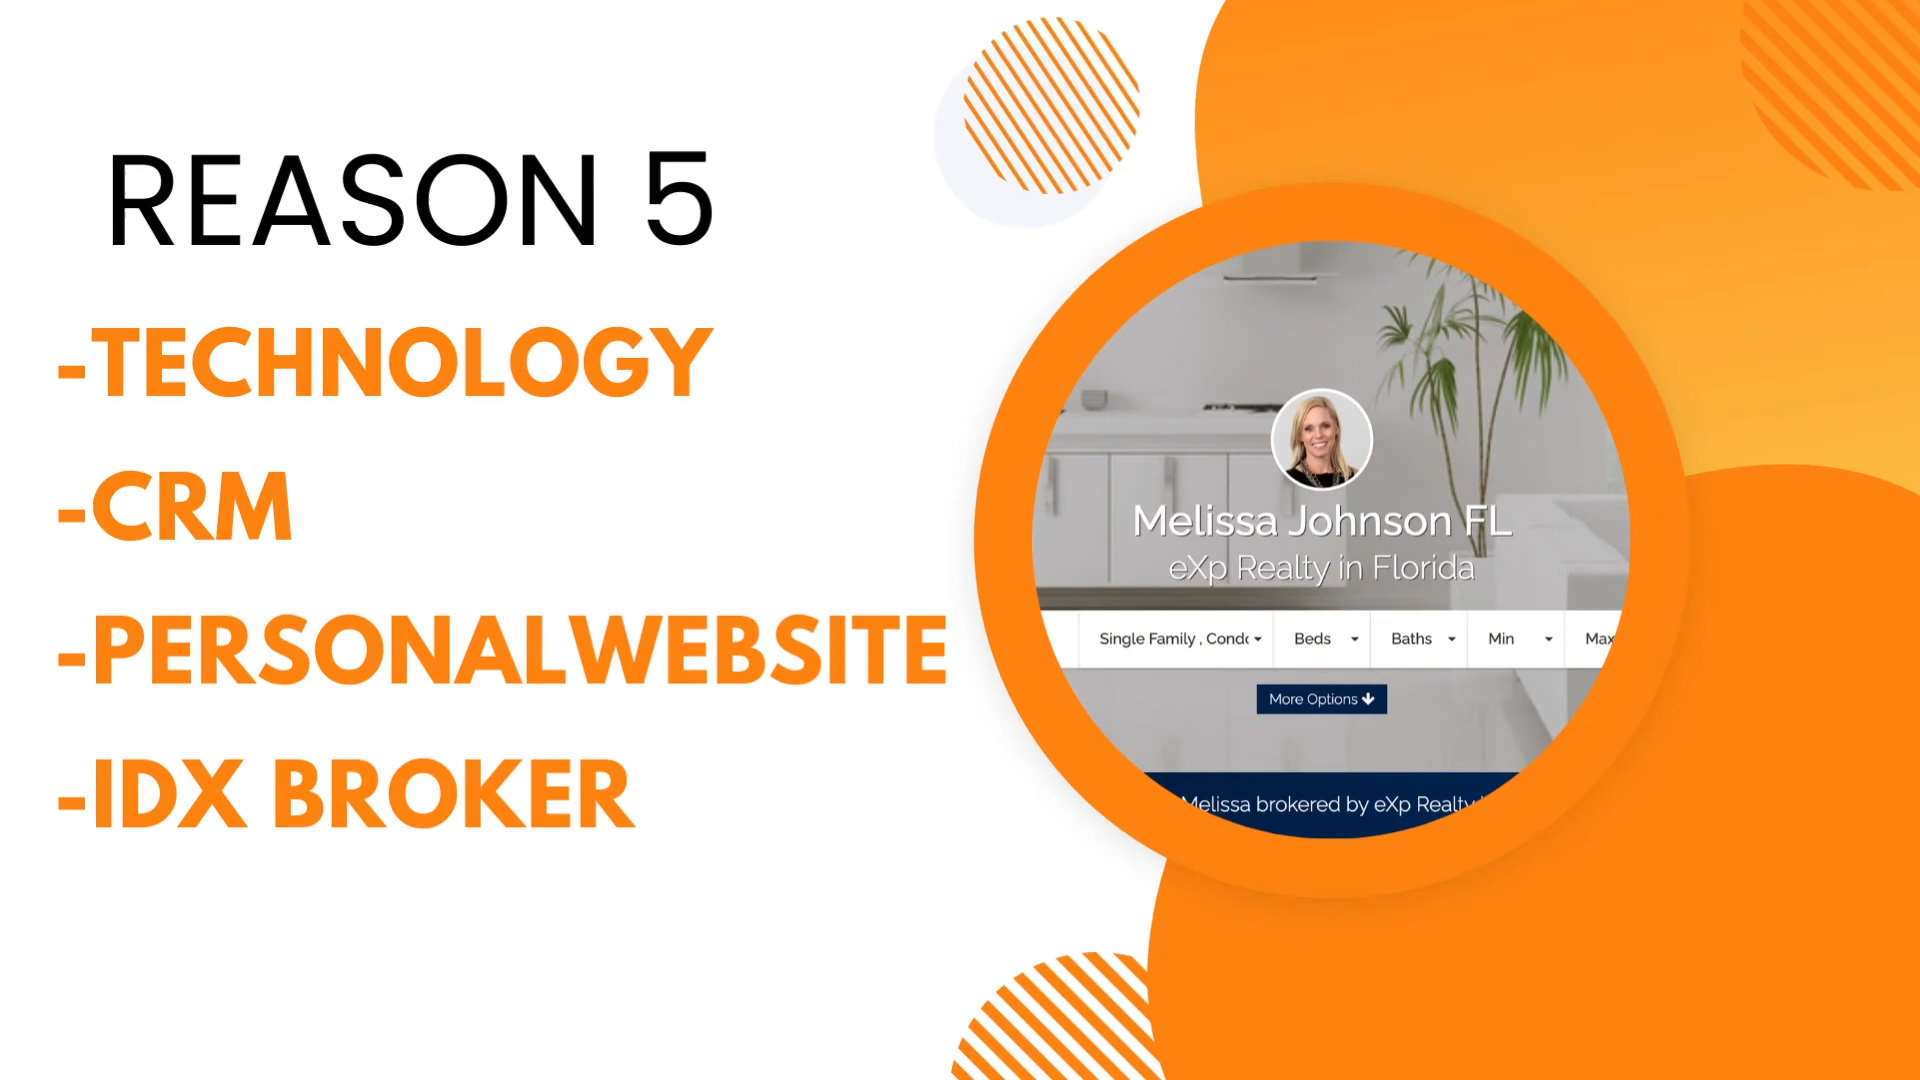 REASON 5
-TECHNOLOGY
-CRM
-PERSONALWEBSITE
-IDX BROKER
Melissa Johnson FL
eXp Realty in Florida
Single Family , Condo
Beds
Baths
Min
Max
More Options
Melissa brokered by eXp Realty